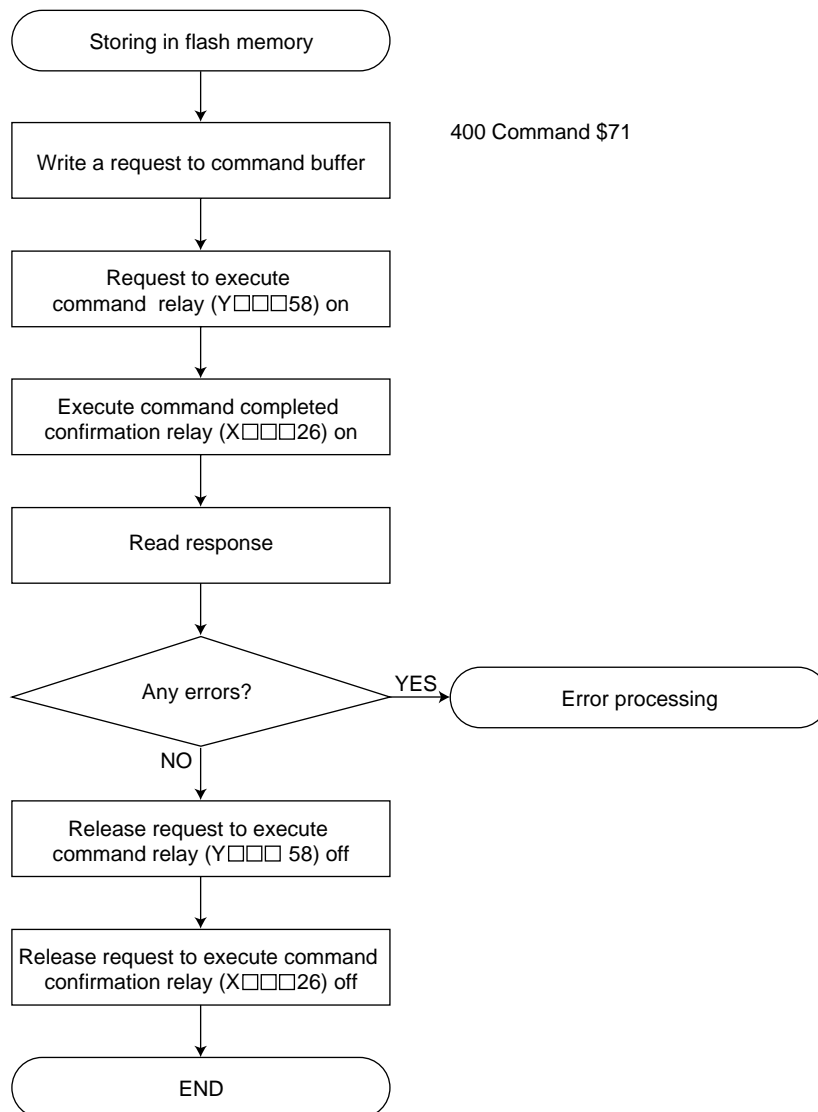 Storing in flash memory
400 Command $71
Write a request to command buffer
Request to execute
command relay (Y□□□58) on
Execute command completed
confirmation relay (X□□□26) on
Read response
Any errors?
YES
Error processing
NO
Release request to execute
command relay (Y□□□ 58) off
Release request to execute command
confirmation relay (X□□□26) off
END